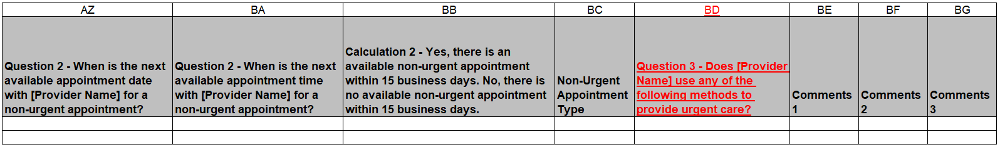 AZ BA BB BC BD BE BF BG
Question 2 - When is the next
available appointment date
with [Provider Name] for a
non-urgent appointment?
Question 2 - When is the next
available appointment time
with [Provider Name] for a
non-urgent appointment?
Calculation 2 - Yes, there is an
available non-urgent appointment
within 15 business days. No, there is
no available non-urgent appointment
within 15 business days.
Non-Urgent
Appointment
Type
Question 3 - Does [Provider
Name] use any of the
following methods to
provide urgent care?
Comments
1
Comments
2
Comments
3